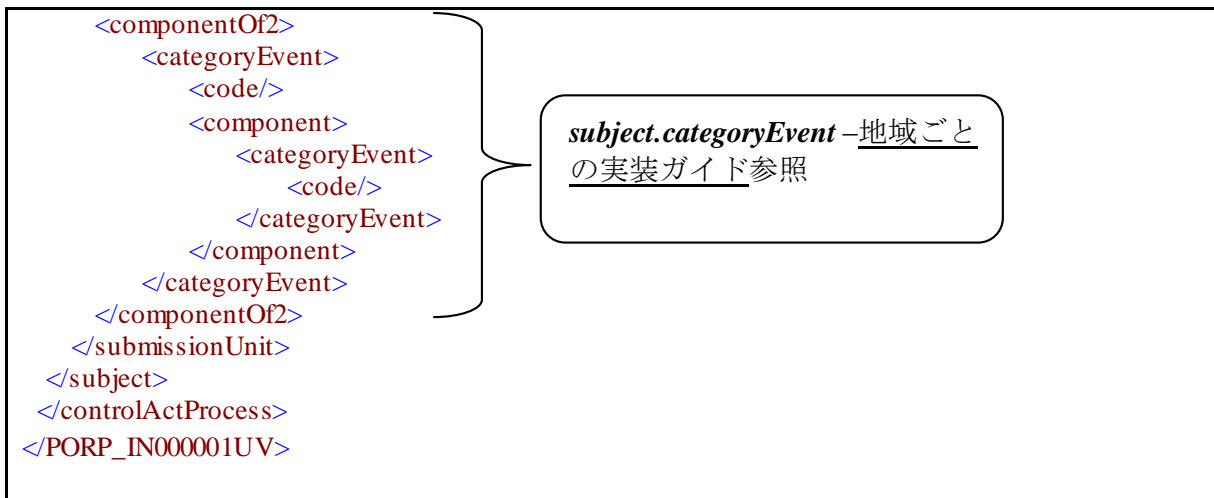 <componentOf2>
<categoryEvent>
<code/>
<component>
<categoryEvent>
<code/>
</categoryEvent>
</component>
</categoryEvent>
</componentOf2>
</submissionUnit>
</subject>
</controlActProcess>
</PORP_IN000001UV>
subject.categoryEvent –地域ごと
の実装ガイド参照